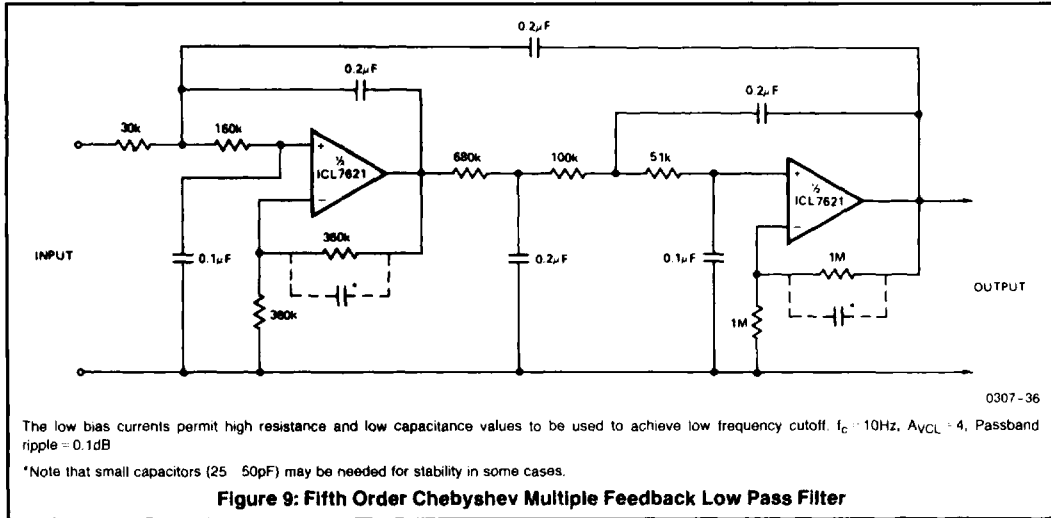 0.2μF
0.2μF
0.2μF
30k
160k
+
½
ICL7621
−
680k
100k
51k
+
½
ICL7621
−
INPUT
0.1μF
360k
*
360k
0.2μF
0.1μF
1M
*
1M
OUTPUT
0307-36
The low bias currents permit high resistance and low capacitance values to be used to achieve low frequency cutoff. fc = 10Hz, AVCL = 4, Passband
ripple = 0.1dB
*Note that small capacitors (25 50pF) may be needed for stability in some cases.
Figure 9: Fifth Order Chebyshev Multiple Feedback Low Pass Filter